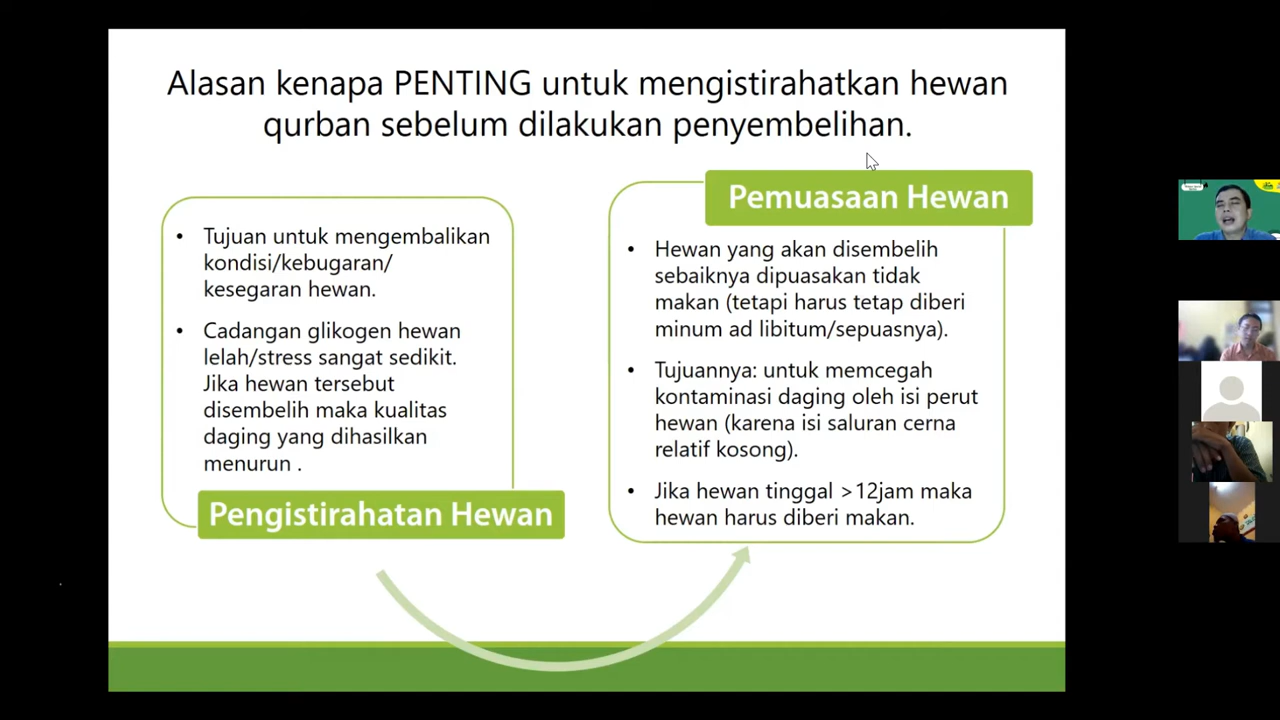 Alasan kenapa PENTING untuk mengistirahatkan hewan
qurban sebelum dilakukan penyembelihan.
• Tujuan untuk mengembalikan
kondisi/kebugaran/
kesegaran hewan.
• Cadangan glikogen hewan
lelah/stress sangat sedikit.
Jika hewan tersebut
disembelih maka kualitas
daging yang dihasilkan
menurun .
Pengistirahatan Hewan
Pemuasaan Hewan
• Hewan yang akan disembelih
sebaiknya dipuasakan tidak
makan (tetapi harus tetap diberi
minum ad libitum/sepuasnya).
• Tujuannya: untuk memcegah
kontaminasi daging oleh isi perut
hewan (karena isi saluran cerna
relatif kosong).
• Jika hewan tinggal >12jam maka
hewan harus diberi makan.